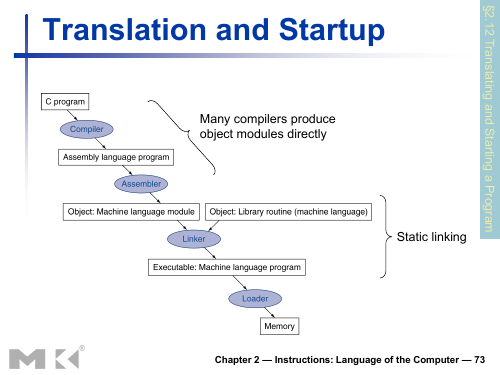 Translation and Startup
§2.12 Translating and Starting a Program
C program
Compiler
Many compilers produce
object modules directly
Assembly language program
Assembler
Object: Machine language module
Object: Library routine (machine language)
Linker
Static linking
Executable: Machine language program
Loader
Memory
MK®
Chapter 2 — Instructions: Language of the Computer — 73